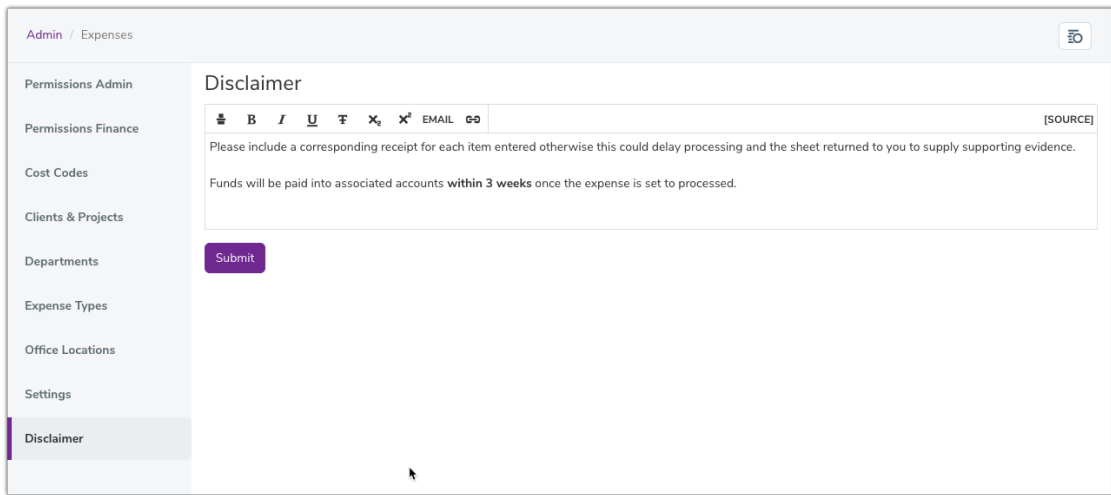 Admin / Expenses
Permissions Admin
Permissions Finance
Cost Codes
Clients & Projects
Departments
Expense Types
Office Locations
Settings
Disclaimer
Disclaimer
B I U T X₂ X² EMAIL [SOURCE]
Please include a corresponding receipt for each item entered otherwise this could delay processing and the sheet returned to you to supply supporting evidence.
Funds will be paid into associated accounts within 3 weeks once the expense is set to processed.
Submit